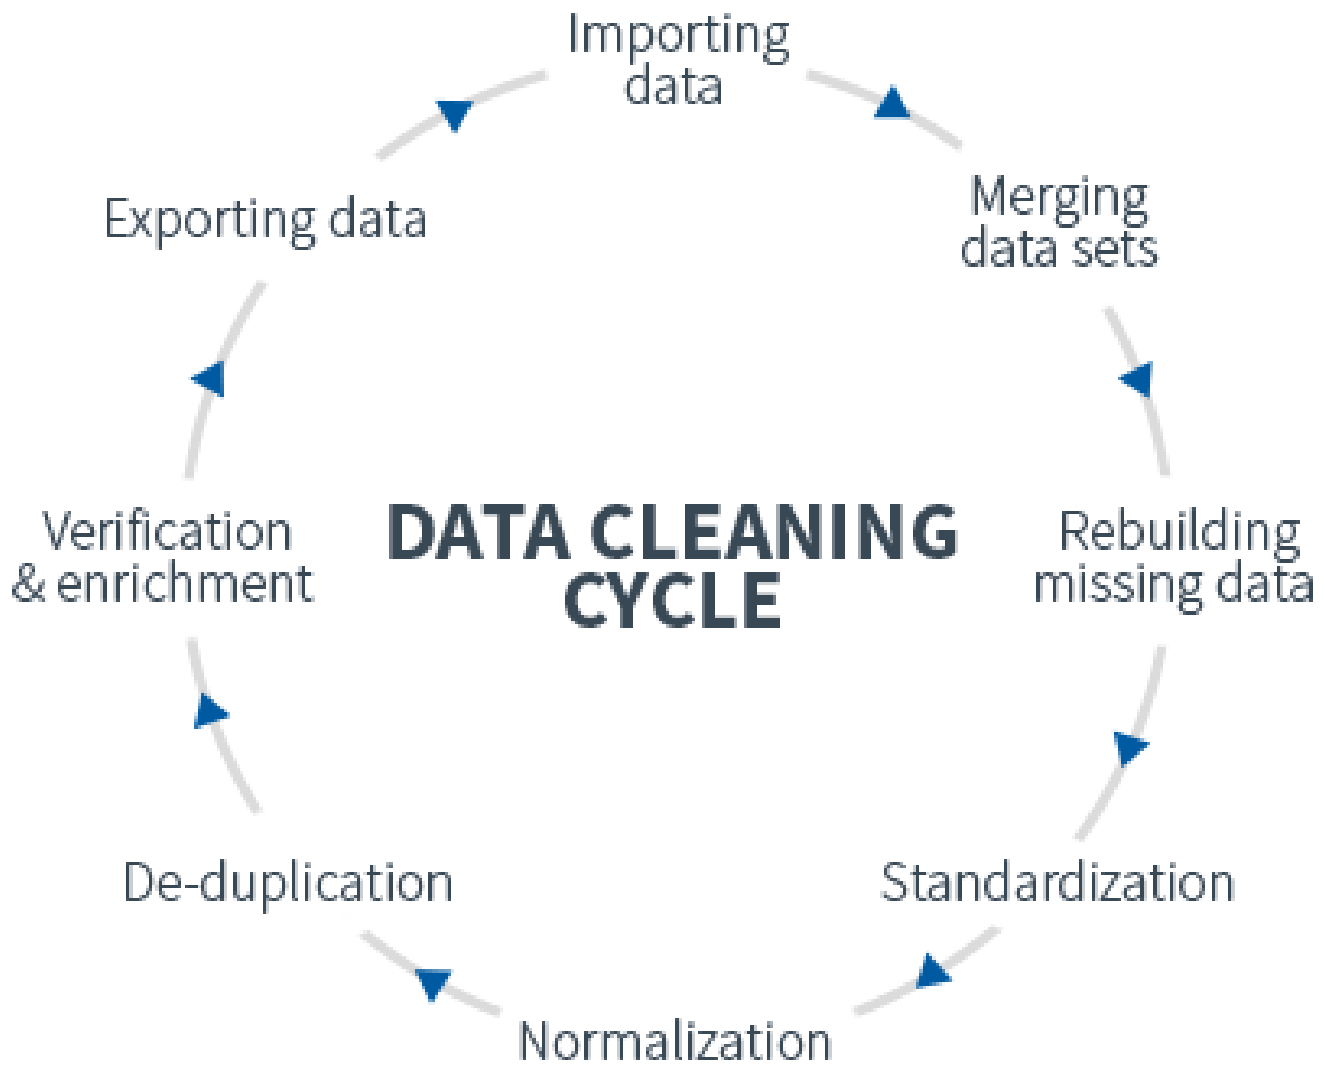 Importing
data
Merging
data sets
Rebuilding
missing data
Standardization
Normalization
De-duplication
Verification
& enrichment
Exporting data
DATA CLEANING
CYCLE